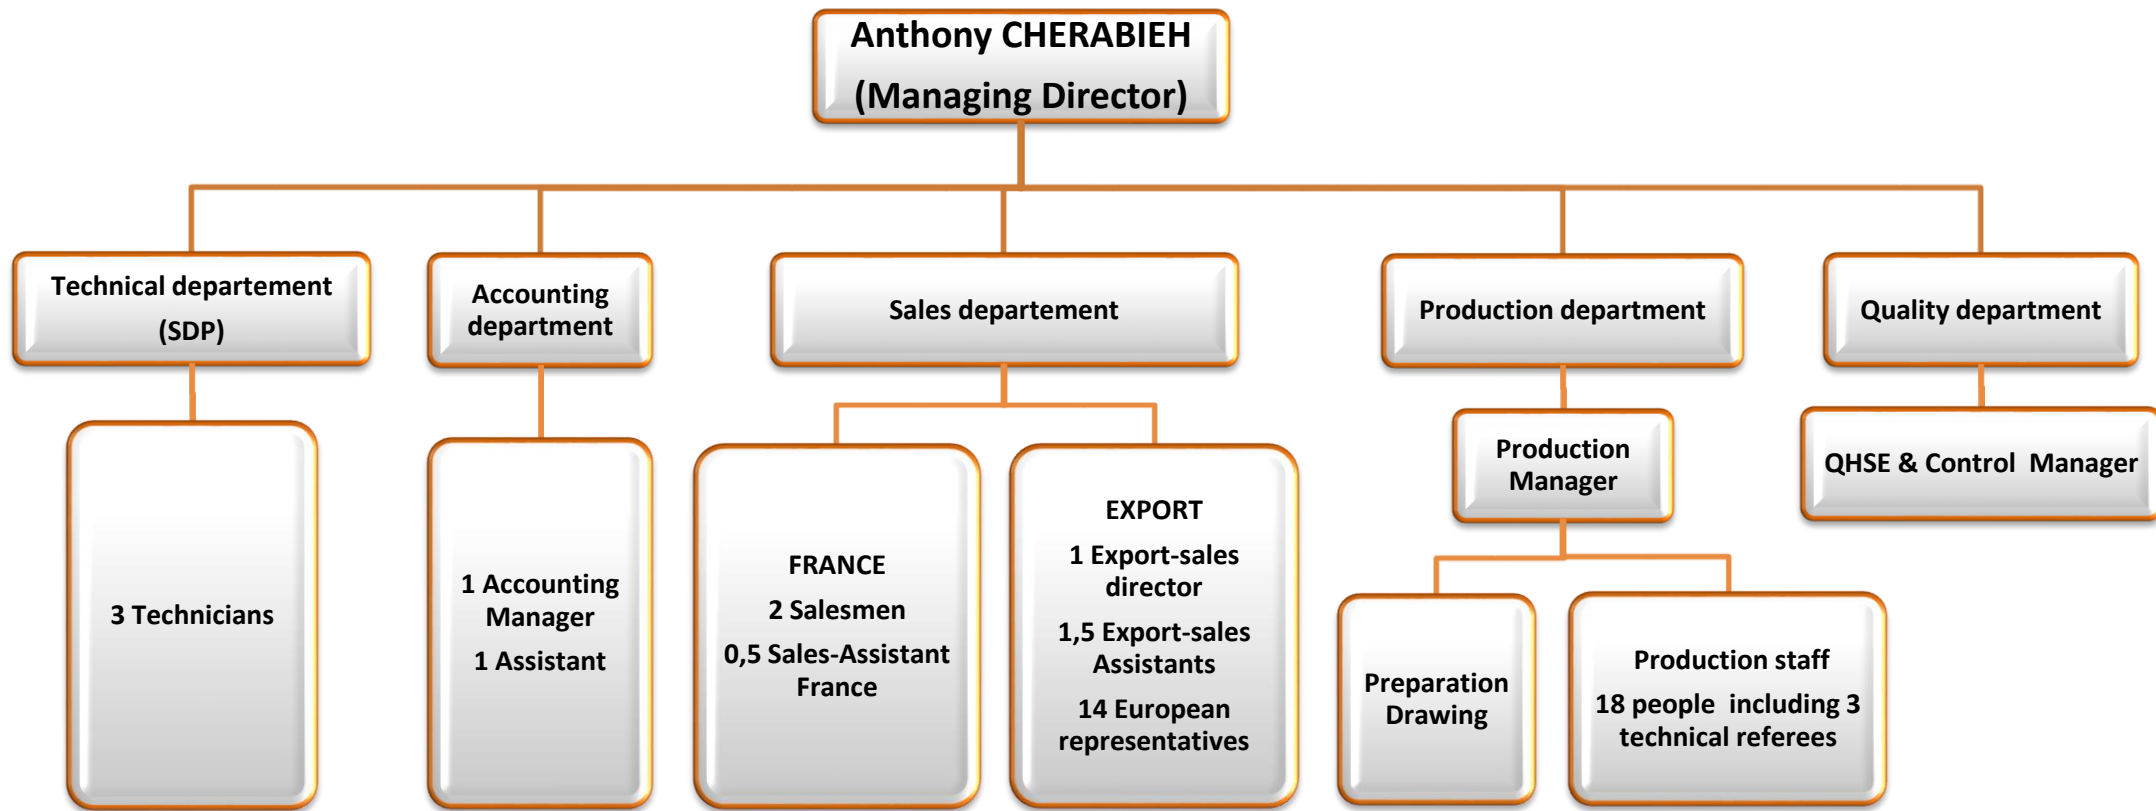 Anthony CHERABIEH
(Managing Director)
Technical departement
(SDP)
Accounting
department
Sales departement
Production department
Quality department
3 Technicians
1 Accounting
Manager
1 Assistant
FRANCE
2 Salesmen
0,5 Sales-Assistant
France
EXPORT
1 Export-sales
director
1,5 Export-sales
Assistants
14 European
representatives
Production
Manager
QHSE & Control  Manager
Preparation
Drawing
Production staff
18 people  including 3
technical referees